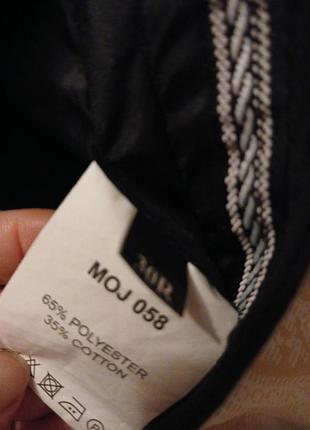 30R
MOJ 058
65% POLYESTER
35% COTTON